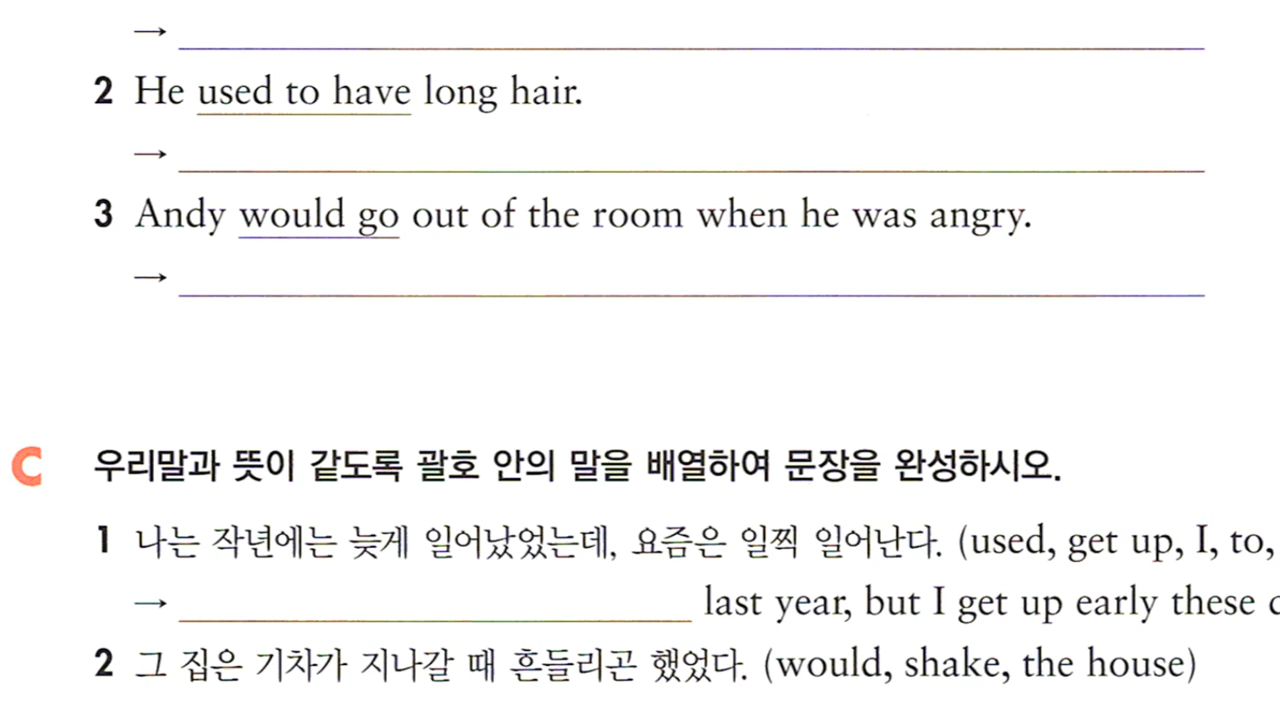 →
2 He used to have long hair.
→
3 Andy would go out of the room when he was angry.
→
C 우리말과 뜻이 같도록 괄호 안의 말을 배열하여 문장을 완성하시오.
1 나는 작년에는 늦게 일어났었는데, 요즘은 일찍 일어난다. (used, get up, I, to,
→ last year, but I get up early these
2 그 집은 기차가 지나갈 때 흔들리곤 했었다. (would, shake, the house)